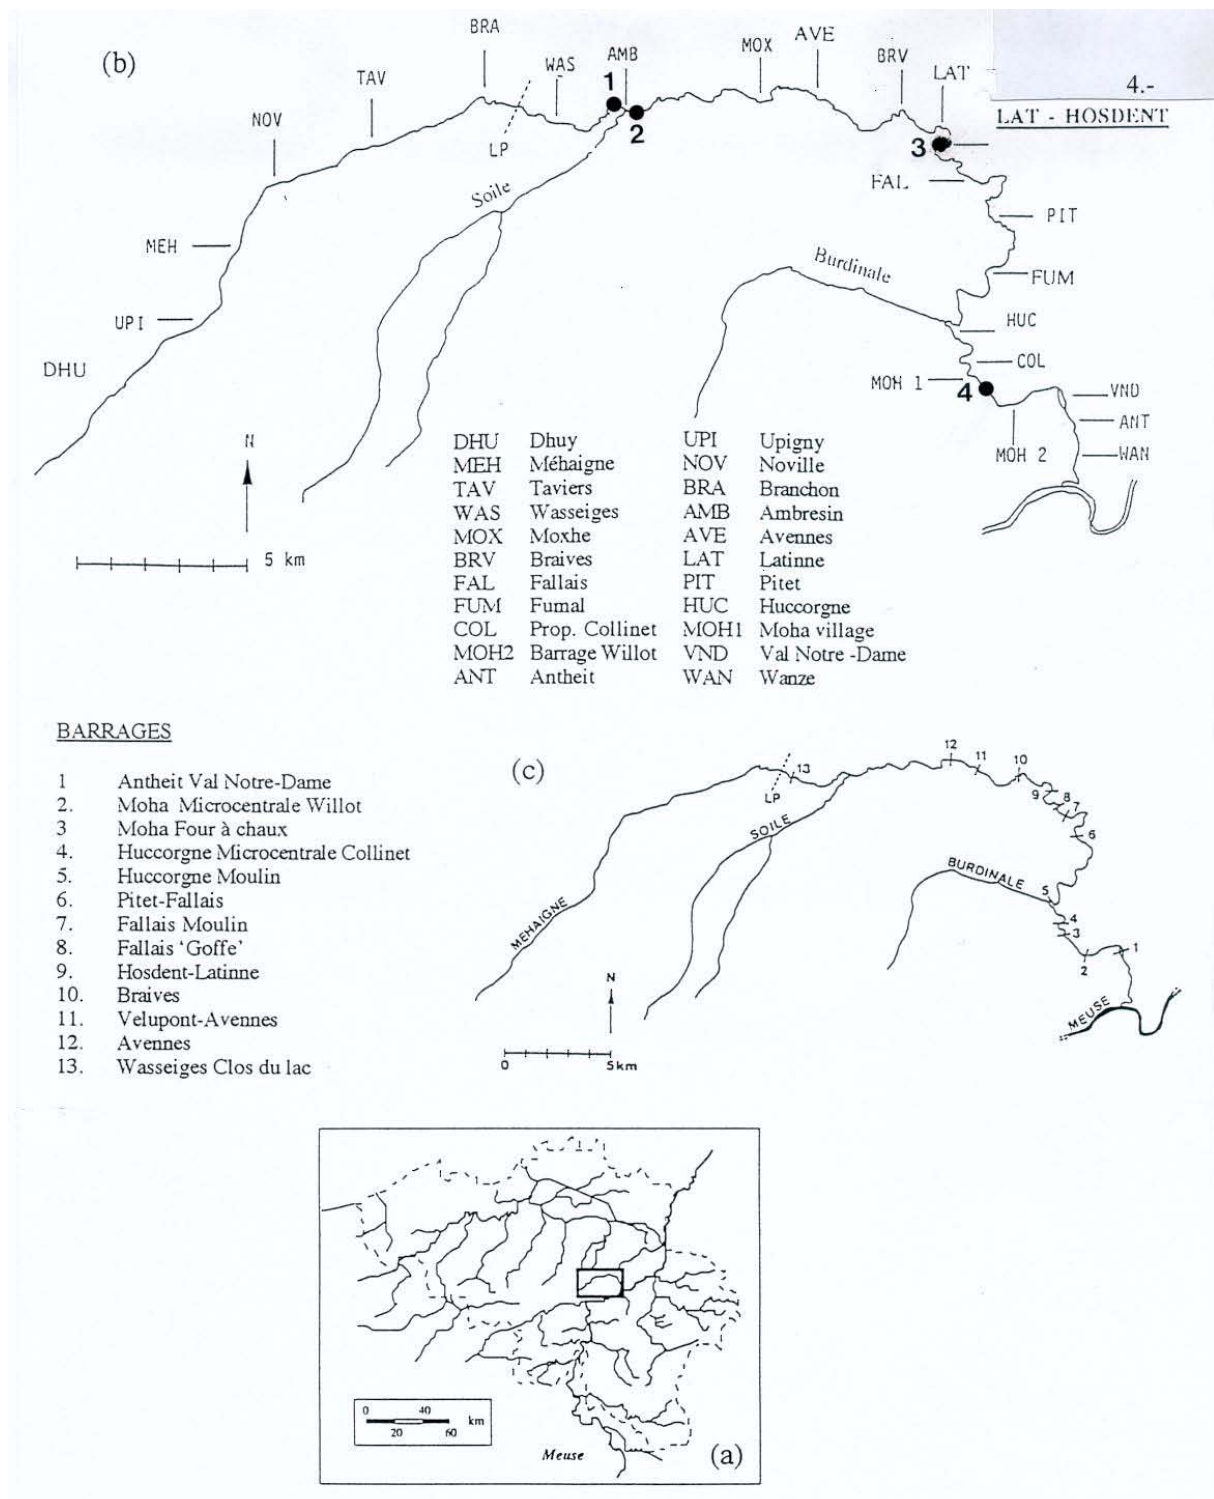 (b)
BRA
AVE
AMB
MOX
WAS
BRV
LAT
TAV
4.-
1
LAT - HOSDENT
NOV
2
LP
3
FAL
Soile
PIT
MEH
Burdinale
FUM
UPI
HUC
COL
DHU
MOH 1
4
VND
ANT
N
MOH 2
WAN
5 km
DHU Dhuy UPI Upigny
MEH Méhaigne NOV Noville
TAV Taviers BRA Branchon
WAS Wasseiges AMB Ambresin
MOX Moxhe AVE Avennes
BRV Braives LAT Latinne
FAL Fallais PIT Pitet
FUM Fumal HUC Huccorgne
COL Prop. Collinet MOH1 Moha village
MOH2 Barrage Willot VND Val Notre -Dame
ANT Antheit WAN Wanze
BARRAGES
1 Antheit Val Notre-Dame
2. Moha Microcentrale Willot
3 Moha Four à chaux
4. Huccorgne Microcentrale Collinet
5. Huccorgne Moulin
6. Pitet-Fallais
7. Fallais Moulin
8. Fallais 'Goffe'
9. Hosdent-Latinne
10. Braives
11. Velupont-Avennes
12. Avennes
13. Wasseiges Clos du lac
(c)
12
11
10
13
LP
9
8
7
SOILE
6
BURDINALE
5
MEHAIGNE
4
3
1
2
N
MEUSE
0 5km
0 40
km
20 60
Meuse
(a)